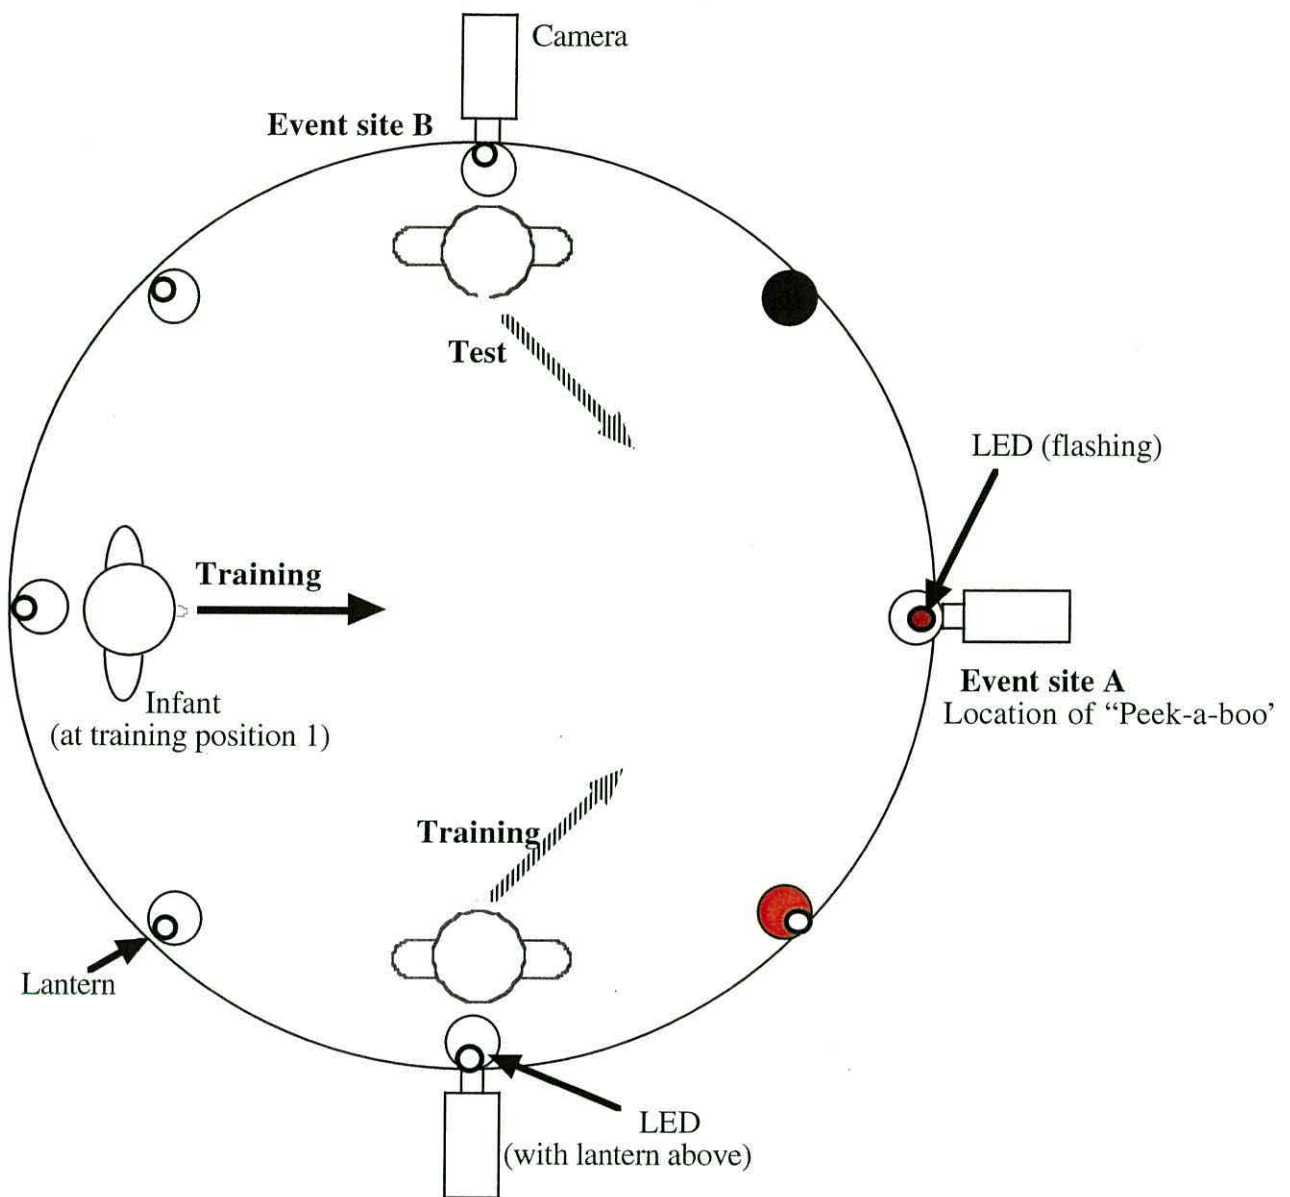 Camera
Event site B
Test
LED (flashing)
Training
Event site A
Location of “Peek-a-boo’
Infant
(at training position 1)
Training
Lantern
LED
(with lantern above)